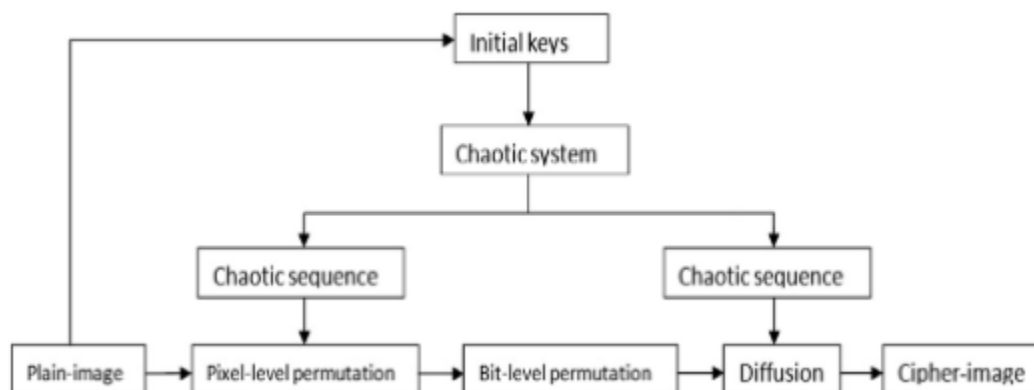 Initial keys
Chaotic system
Chaotic sequence
Chaotic sequence
Plain-image
Pixel-level permutation
Bit-level permutation
Diffusion
Cipher-image